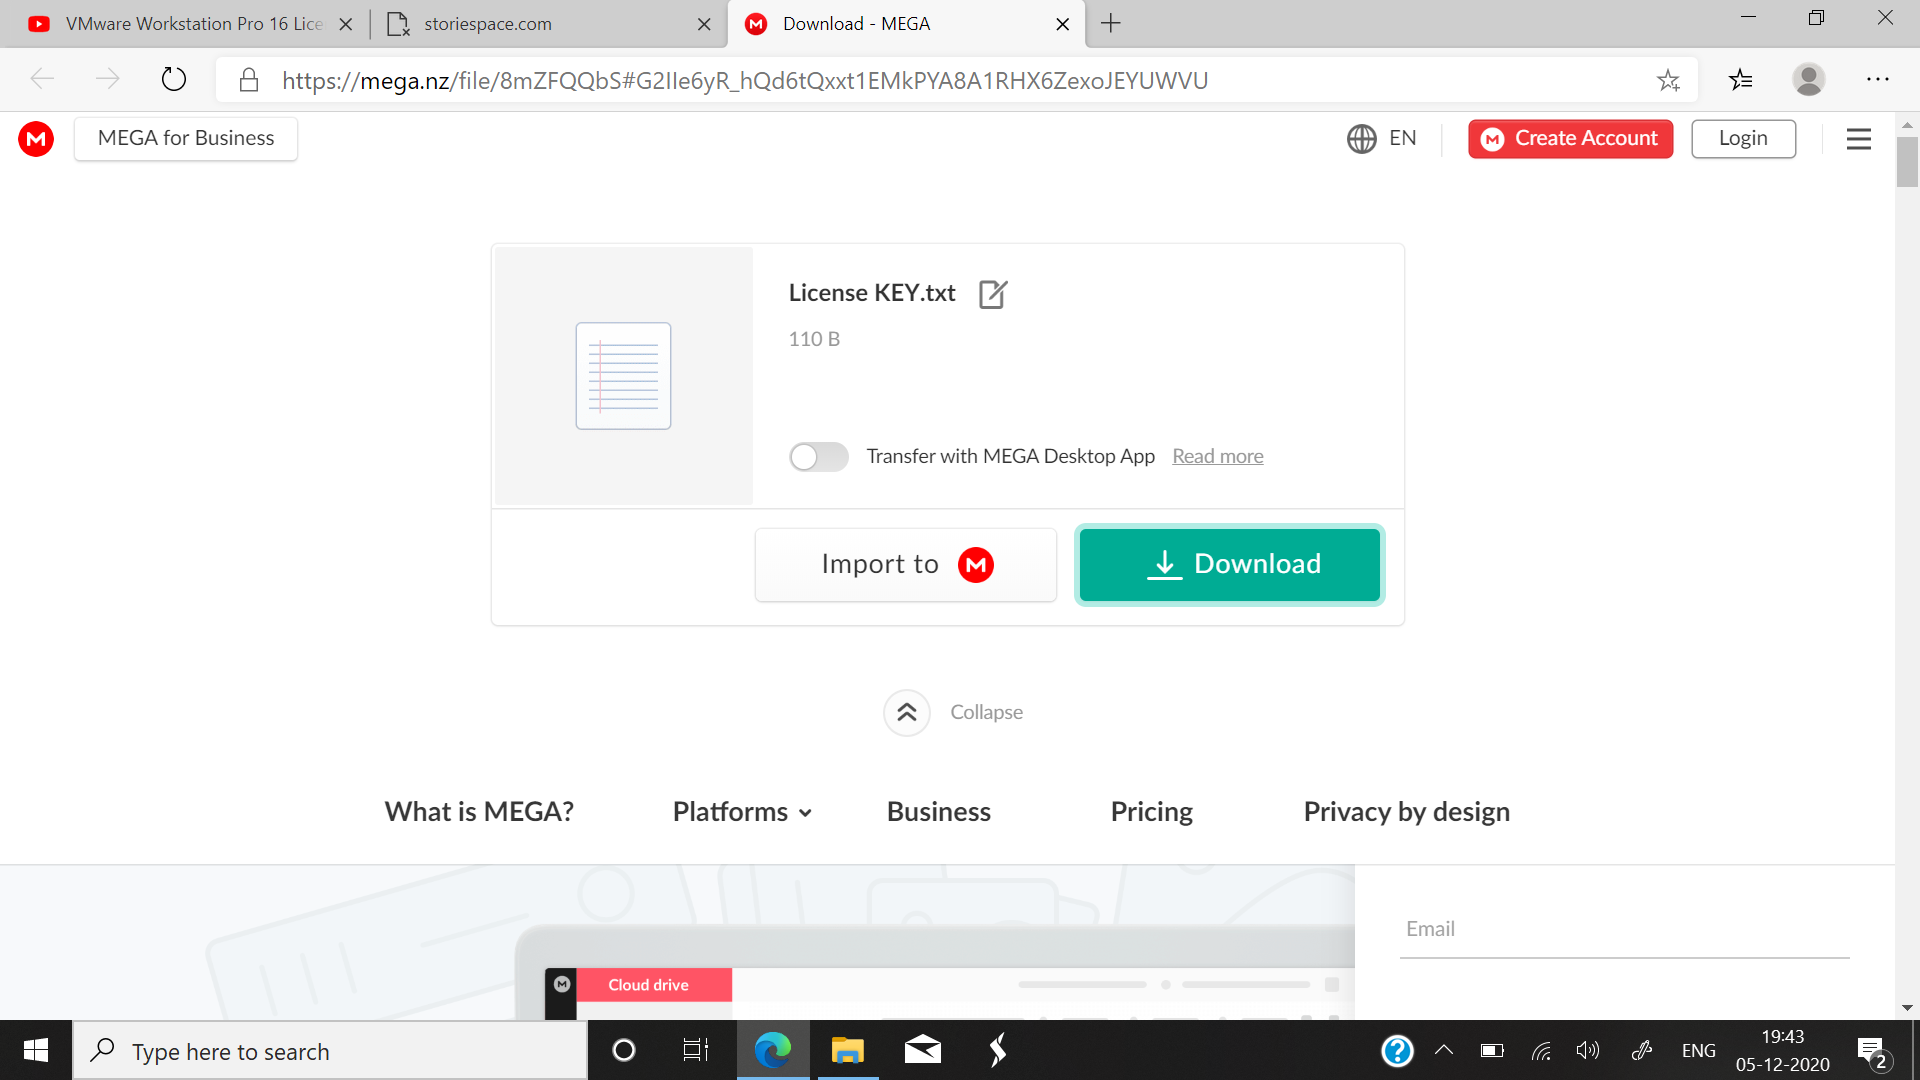 VMware Workstation Pro 16 Lice
storiespace.com
Download - MEGA
https://mega.nz/file/8mZFQQbS#G2IIe6yR_hQd6tQxxt1EMkPYA8A1RHX6ZexoJEYUWVU
MEGA for Business
EN
Create Account
Login
License KEY.txt
110 B
Transfer with MEGA Desktop App Read more
Import to
Download
Collapse
What is MEGA?
Platforms
Business
Pricing
Privacy by design
Email
Cloud drive
Type here to search
ENG
19:43
05-12-2020
2